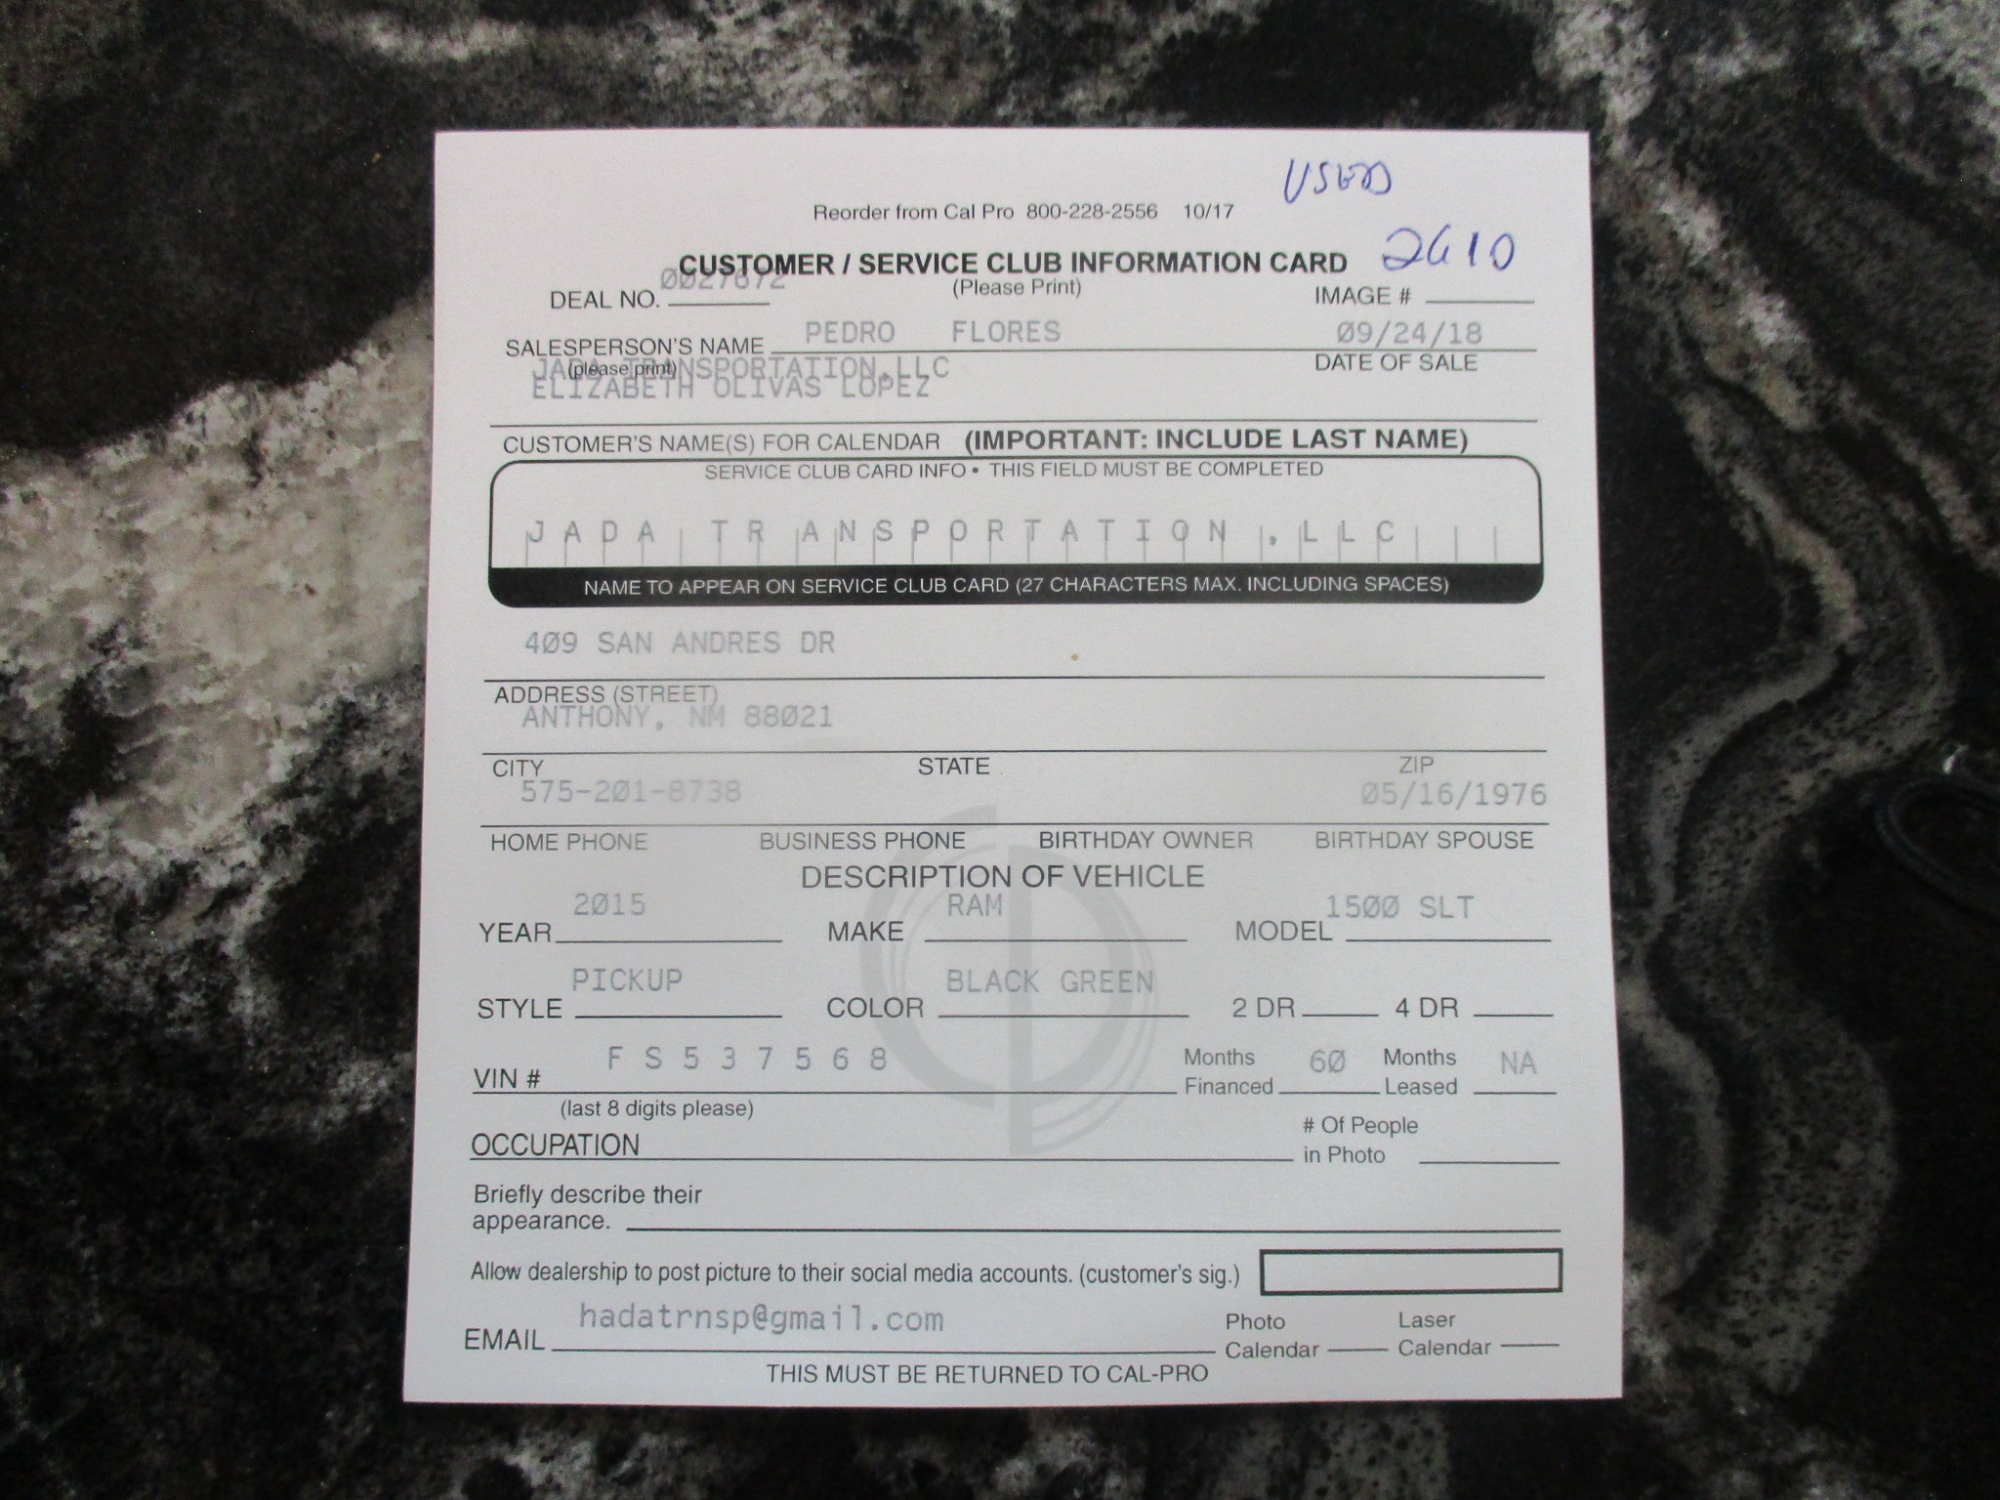 USED
Reorder from Cal Pro 800-228-2556 10/17
CUSTOMER / SERVICE CLUB INFORMATION CARD 2610
DEAL NO. 0027672 (Please Print) IMAGE #
SALESPERSON'S NAME PEDRO FLORES 09/24/18
(please print) JADA TRANSPORTATION,LLC DATE OF SALE
ELIZABETH OLIVAS LOPEZ
CUSTOMER'S NAME(S) FOR CALENDAR (IMPORTANT: INCLUDE LAST NAME)
SERVICE CLUB CARD INFO • THIS FIELD MUST BE COMPLETED
JADA TRANSPORTATION,LLC
NAME TO APPEAR ON SERVICE CLUB CARD (27 CHARACTERS MAX. INCLUDING SPACES)
409 SAN ANDRES DR
ADDRESS (STREET)
ANTHONY, NM 88021
CITY STATE ZIP
575-201-8738 05/16/1976
HOME PHONE BUSINESS PHONE BIRTHDAY OWNER BIRTHDAY SPOUSE
DESCRIPTION OF VEHICLE
YEAR 2015 MAKE RAM MODEL 1500 SLT
STYLE PICKUP COLOR BLACK GREEN 2 DR 4 DR
VIN # F S 5 3 7 5 6 8 Months Financed 60 Months Leased NA
(last 8 digits please)
OCCUPATION # Of People in Photo
Briefly describe their
appearance.
Allow dealership to post picture to their social media accounts. (customer's sig.)
EMAIL hadatrnsp@gmail.com Photo Calendar Laser Calendar
THIS MUST BE RETURNED TO CAL-PRO